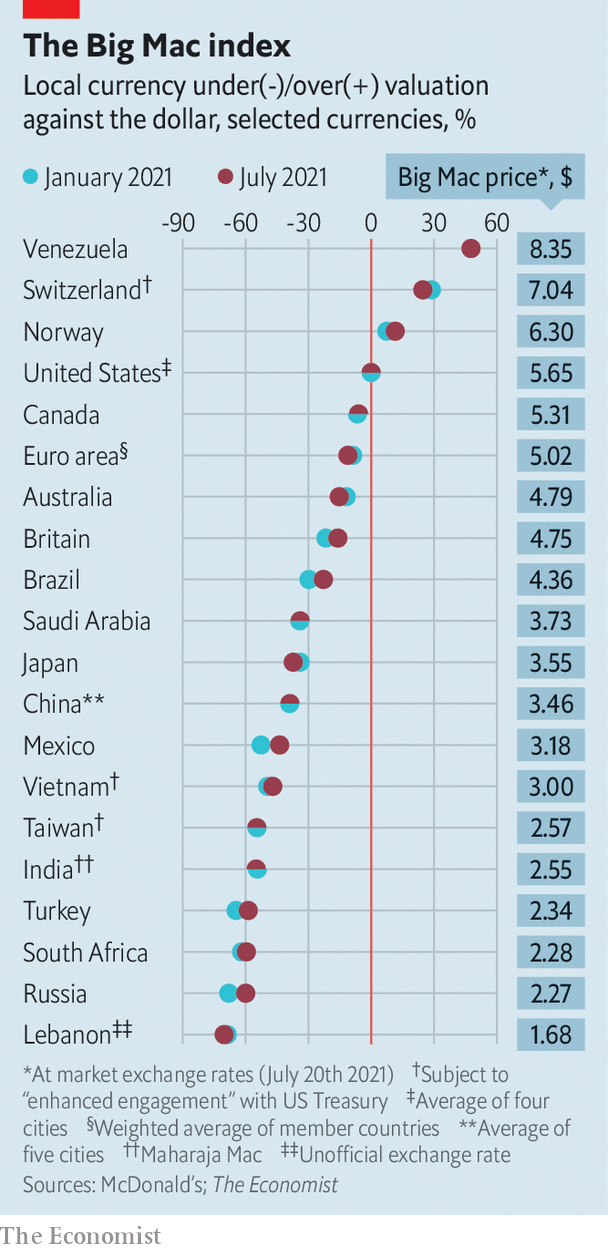 The Big Mac index
Local currency under(-)/over(+) valuation
against the dollar, selected currencies, %
January 2021 July 2021 Big Mac price*, $
-90 -60 -30 0 30 60
Venezuela 8.35
Switzerland† 7.04
Norway 6.30
United States‡ 5.65
Canada 5.31
Euro area§ 5.02
Australia 4.79
Britain 4.75
Brazil 4.36
Saudi Arabia 3.73
Japan 3.55
China** 3.46
Mexico 3.18
Vietnam† 3.00
Taiwan† 2.57
India†† 2.55
Turkey 2.34
South Africa 2.28
Russia 2.27
Lebanon‡‡ 1.68
*At market exchange rates (July 20th 2021) †Subject to
“enhanced engagement” with US Treasury ‡Average of four
cities §Weighted average of member countries **Average of
five cities ††Maharaja Mac ‡‡Unofficial exchange rate
Sources: McDonald’s; The Economist
The Economist